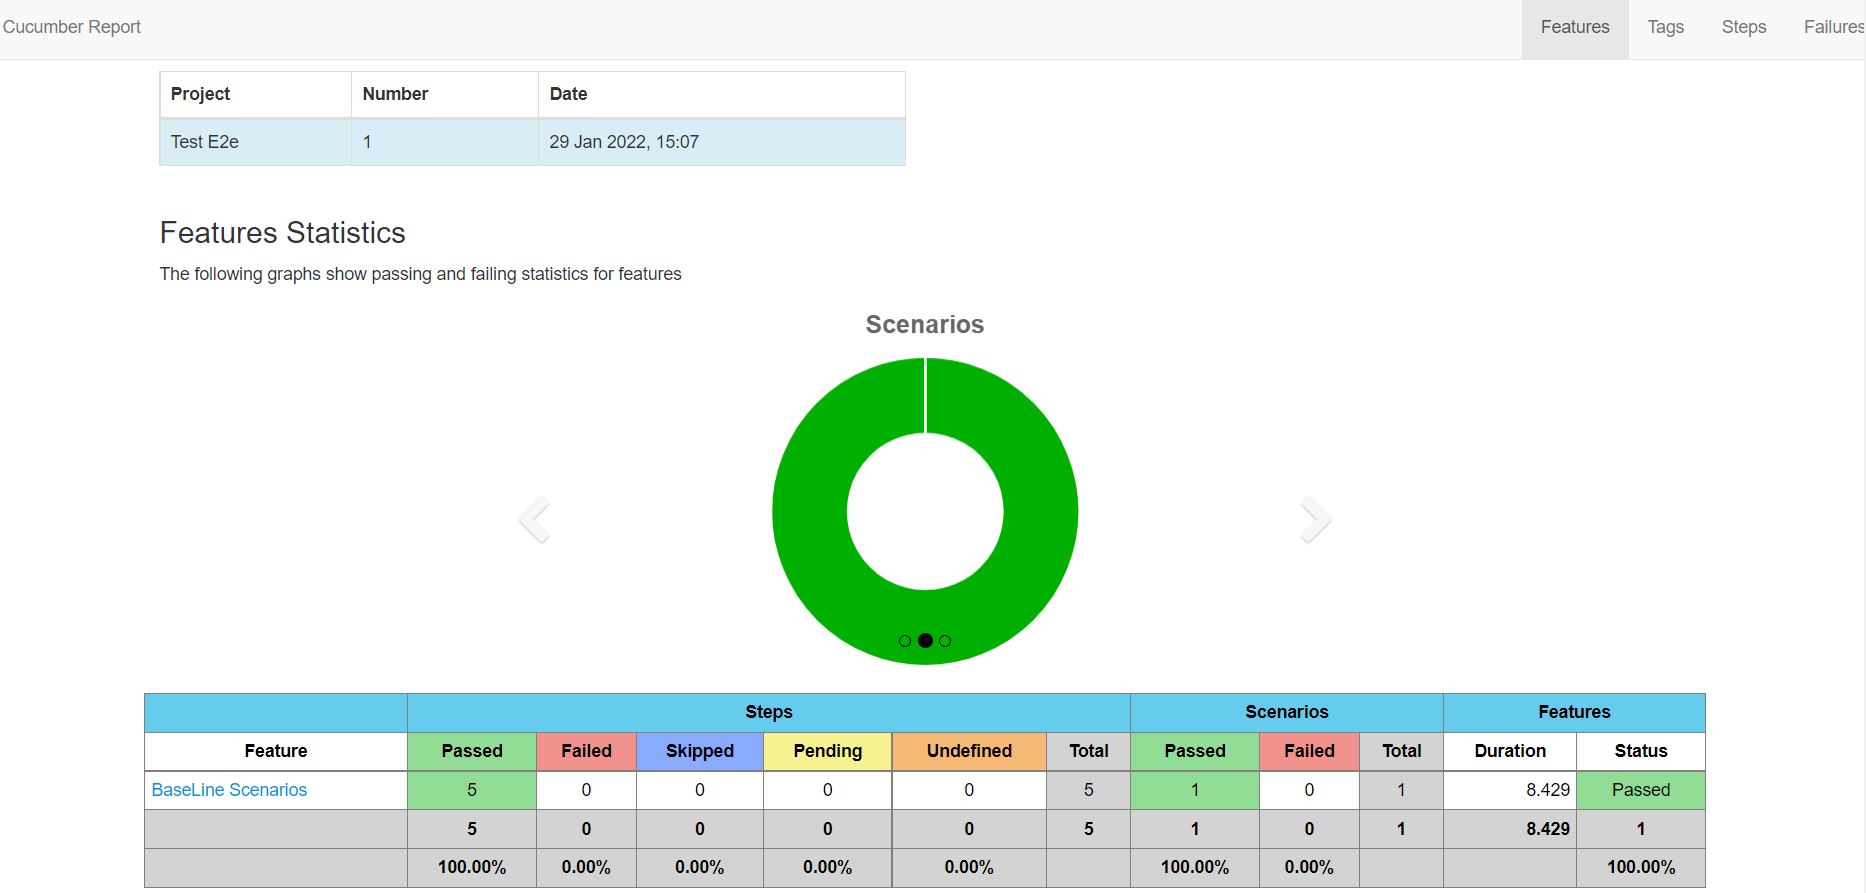 Cucumber Report Features Tags Steps Failures
Project Number Date
Test E2e 1 29 Jan 2022, 15:07
Features Statistics
The following graphs show passing and failing statistics for features
Scenarios
Steps Scenarios Features
Feature Passed Failed Skipped Pending Undefined Total Passed Failed Total Duration Status
BaseLine Scenarios 5 0 0 0 0 5 1 0 1 8.429 Passed
5 0 0 0 0 5 1 0 1 8.429 1
100.00% 0.00% 0.00% 0.00% 0.00% 100.00% 0.00% 100.00%